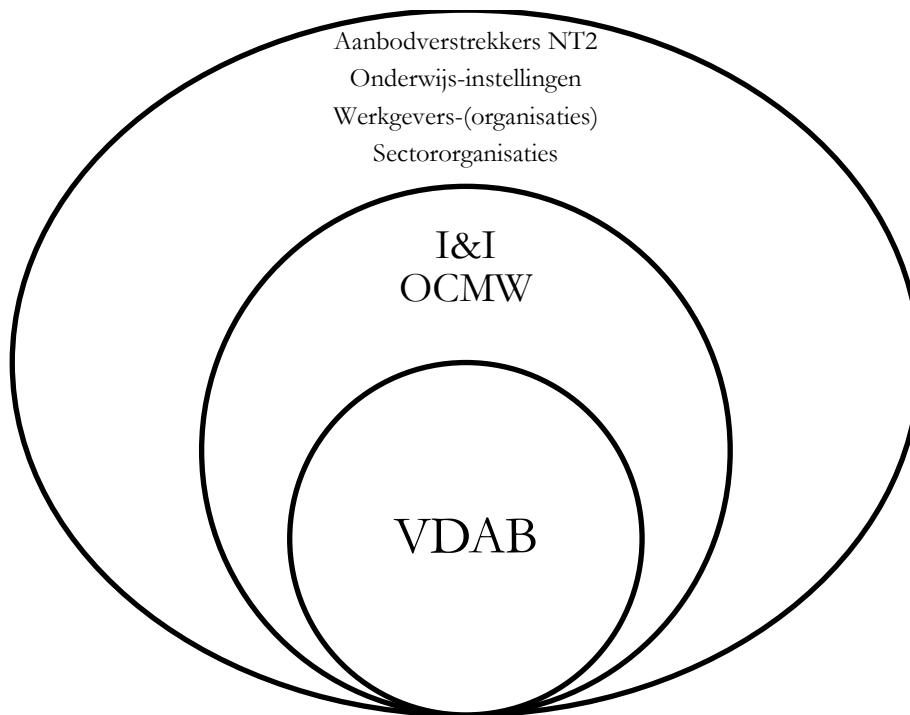 Aanbodverstrekkers NT2
Onderwijs-instellingen
Werkgevers-(organisaties)
Sectororganisaties
I&I
OCMW
VDAB